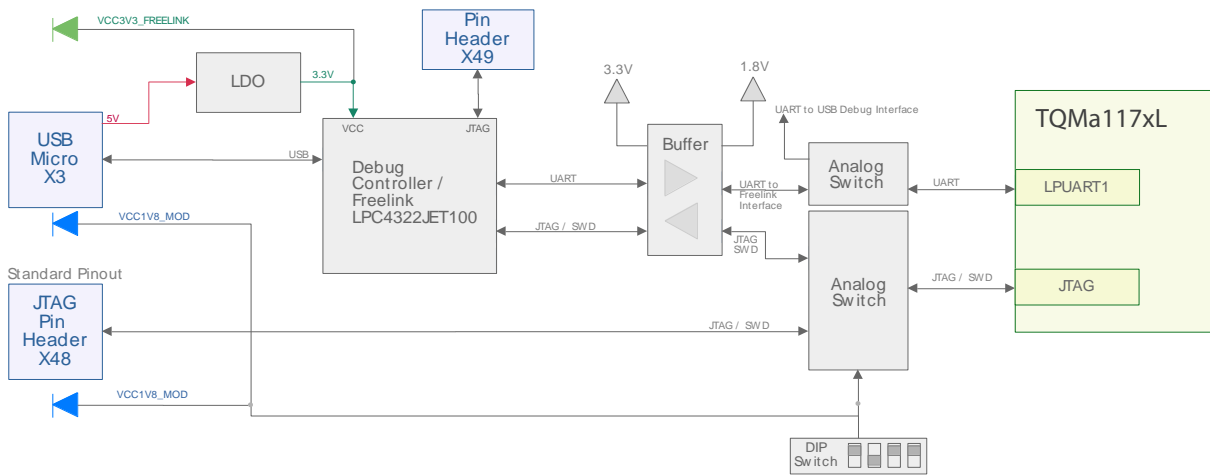 VCC3V3_FREELINK
Pin
Header
X49
LDO
3.3V
5V
USB
Micro
X3
USB
VCC
JTAG
Debug
Controller /
Freelink
LPC4322JET100
UART
JTAG / SWD
3.3V
1.8V
Buffer
UART to USB Debug Interface
Analog
Switch
UART to
Freelink
Interface
UART
TQMa117xL
LPUART1
JTAG
SWD
Analog
Switch
JTAG / SWD
JTAG
VCC1V8_MOD
Standard Pinout
JTAG
Pin
Header
X48
JTAG / SWD
VCC1V8_MOD
DIP
Switch